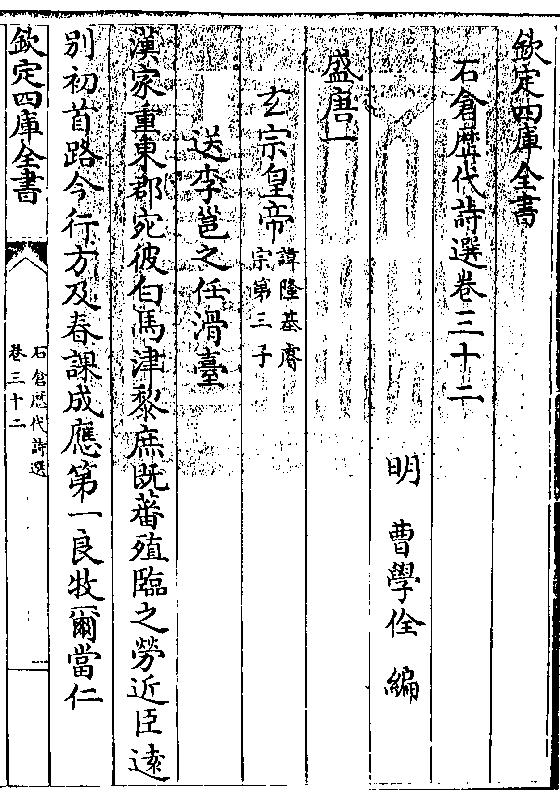 欽定四庫全書
石倉歴代詩選卷三十二
明 曹學佺 編
盛唐一
玄宗皇帝 諱隆基睿
宗第三子
送李邕之任滑臺
漢家重東郡宛彼白馬津黎庶既蕃殖臨之勞近臣逺
別初首路今行方及春課成應第一良牧爾當仁
欽定四庫全書
石倉歴代詩選
卷三十二